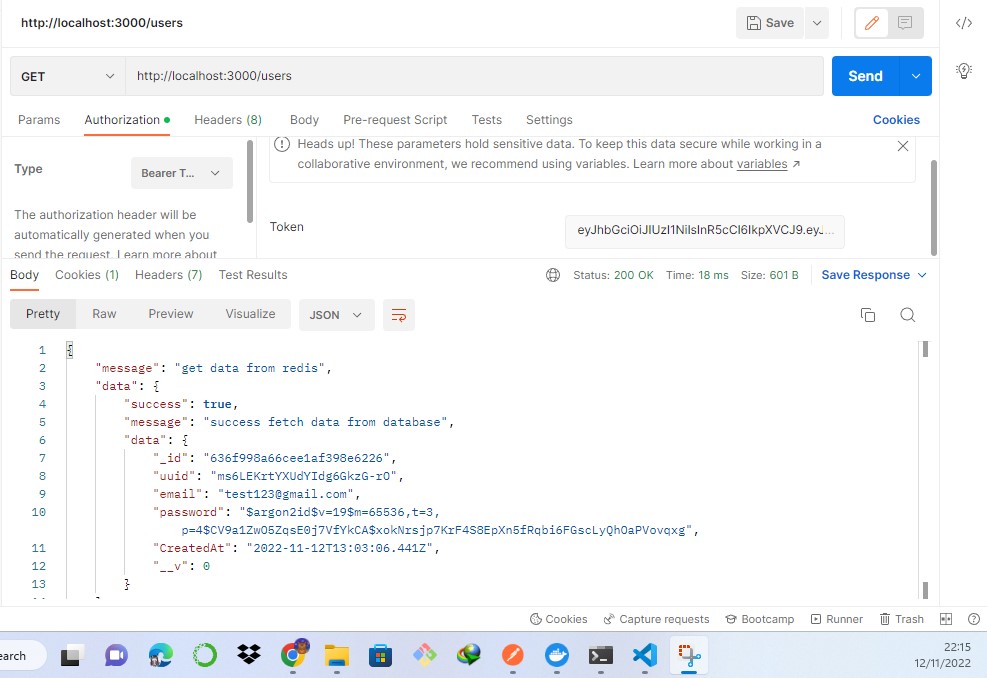 http://localhost:3000/users
Save
GET
http://localhost:3000/users
Send
Params
Authorization
Headers (8)
Body
Pre-request Script
Tests
Settings
Cookies
Type
Bearer T...
The authorization header will be
automatically generated when you
send the request. Learn more about
Heads up! These parameters hold sensitive data. To keep this data secure while working in a
collaborative environment, we recommend using variables. Learn more about variables ↗
Token
eyJhbGciOiJIUzI1NiIsInR5cCI6IkpXVCJ9.eyJ...
Body
Cookies (1)
Headers (7)
Test Results
Status: 200 OK
Time: 18 ms
Size: 601 B
Save Response
Pretty
Raw
Preview
Visualize
JSON
1 {
2 "message": "get data from redis",
3 "data": {
4 "success": true,
5 "message": "success fetch data from database",
6 "data": {
7 "_id": "636f998a66cee1af398e6226",
8 "uuid": "ms6LEKrtYXUdYIdg6GkzG-rO",
9 "email": "test123@gmail.com",
10 "password": "$argon2id$v=19$m=65536,t=3,
p=4$CV9a1ZwO5ZqsE0j7VfYkCA$xokNrsjp7KrF4S8EpXn5fRqbi6FGscLyQhOaPVovqxg",
11 "CreatedAt": "2022-11-12T13:03:06.441Z",
12 "__v": 0
13 }
Cookies
Capture requests
Bootcamp
Runner
Trash
earch
22:15
12/11/2022